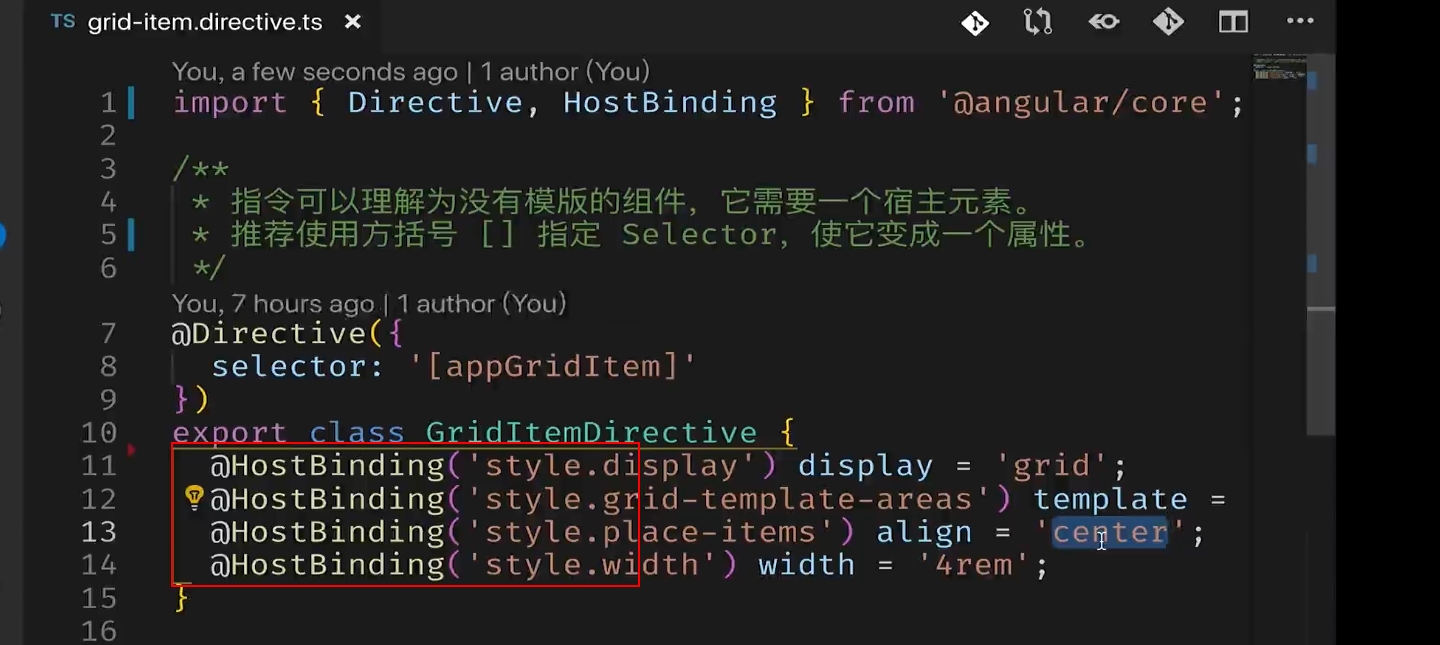 TS grid-item.directive.ts ×
You, a few seconds ago | 1 author (You)
1 import { Directive, HostBinding } from '@angular/core';
2
3 /**
4 * 指令可以理解为没有模版的组件，它需要一个宿主元素。
5 * 推荐使用方括号 [] 指定 Selector，使它变成一个属性。
6 */
You, 7 hours ago | 1 author (You)
7 @Directive({
8 selector: '[appGridItem]'
9 })
10 export class GridItemDirective {
11 @HostBinding('style.display') display = 'grid';
12 @HostBinding('style.grid-template-areas') template =
13 @HostBinding('style.place-items') align = 'center';
14 @HostBinding('style.width') width = '4rem';
15 }
16